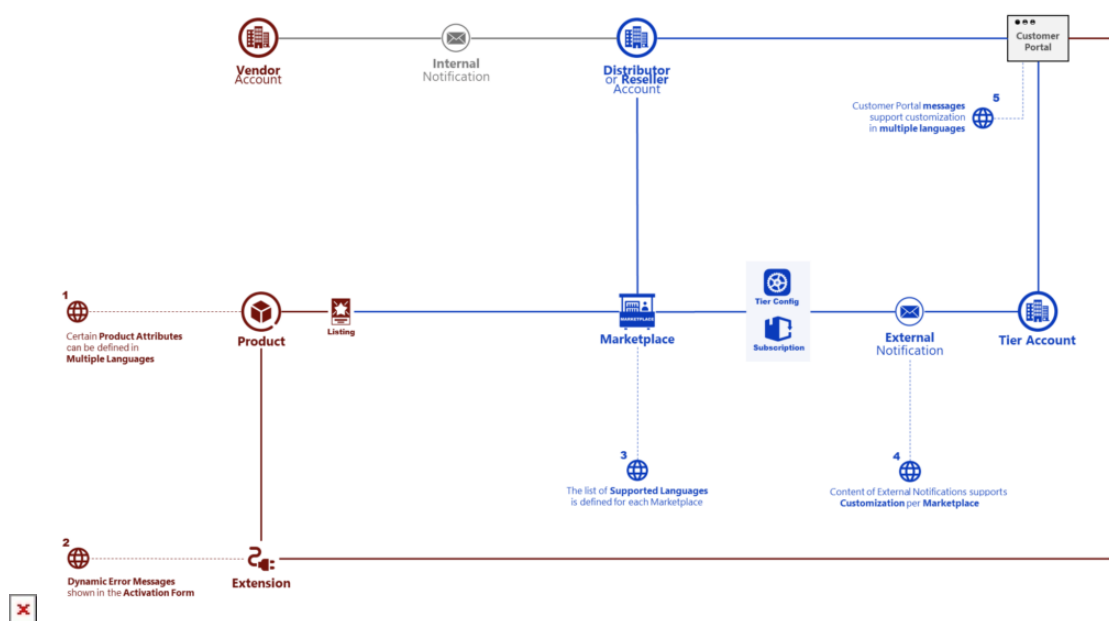 Customer
Portal
Vendor
Account
Internal
Notification
Distributor
or Reseller
Account
5
Customer Portal messages
support customization
in multiple languages
1
Certain Product Attributes
can be defined in
Multiple Languages
Product
Listing
MARKETPLACE
Marketplace
Tier Config
Subscription
External
Notification
Tier Account
3
The list of Supported Languages
is defined for each Marketplace
4
Content of External Notifications supports
Customization per Marketplace
2
Dynamic Error Messages
shown in the Activation Form
Extension